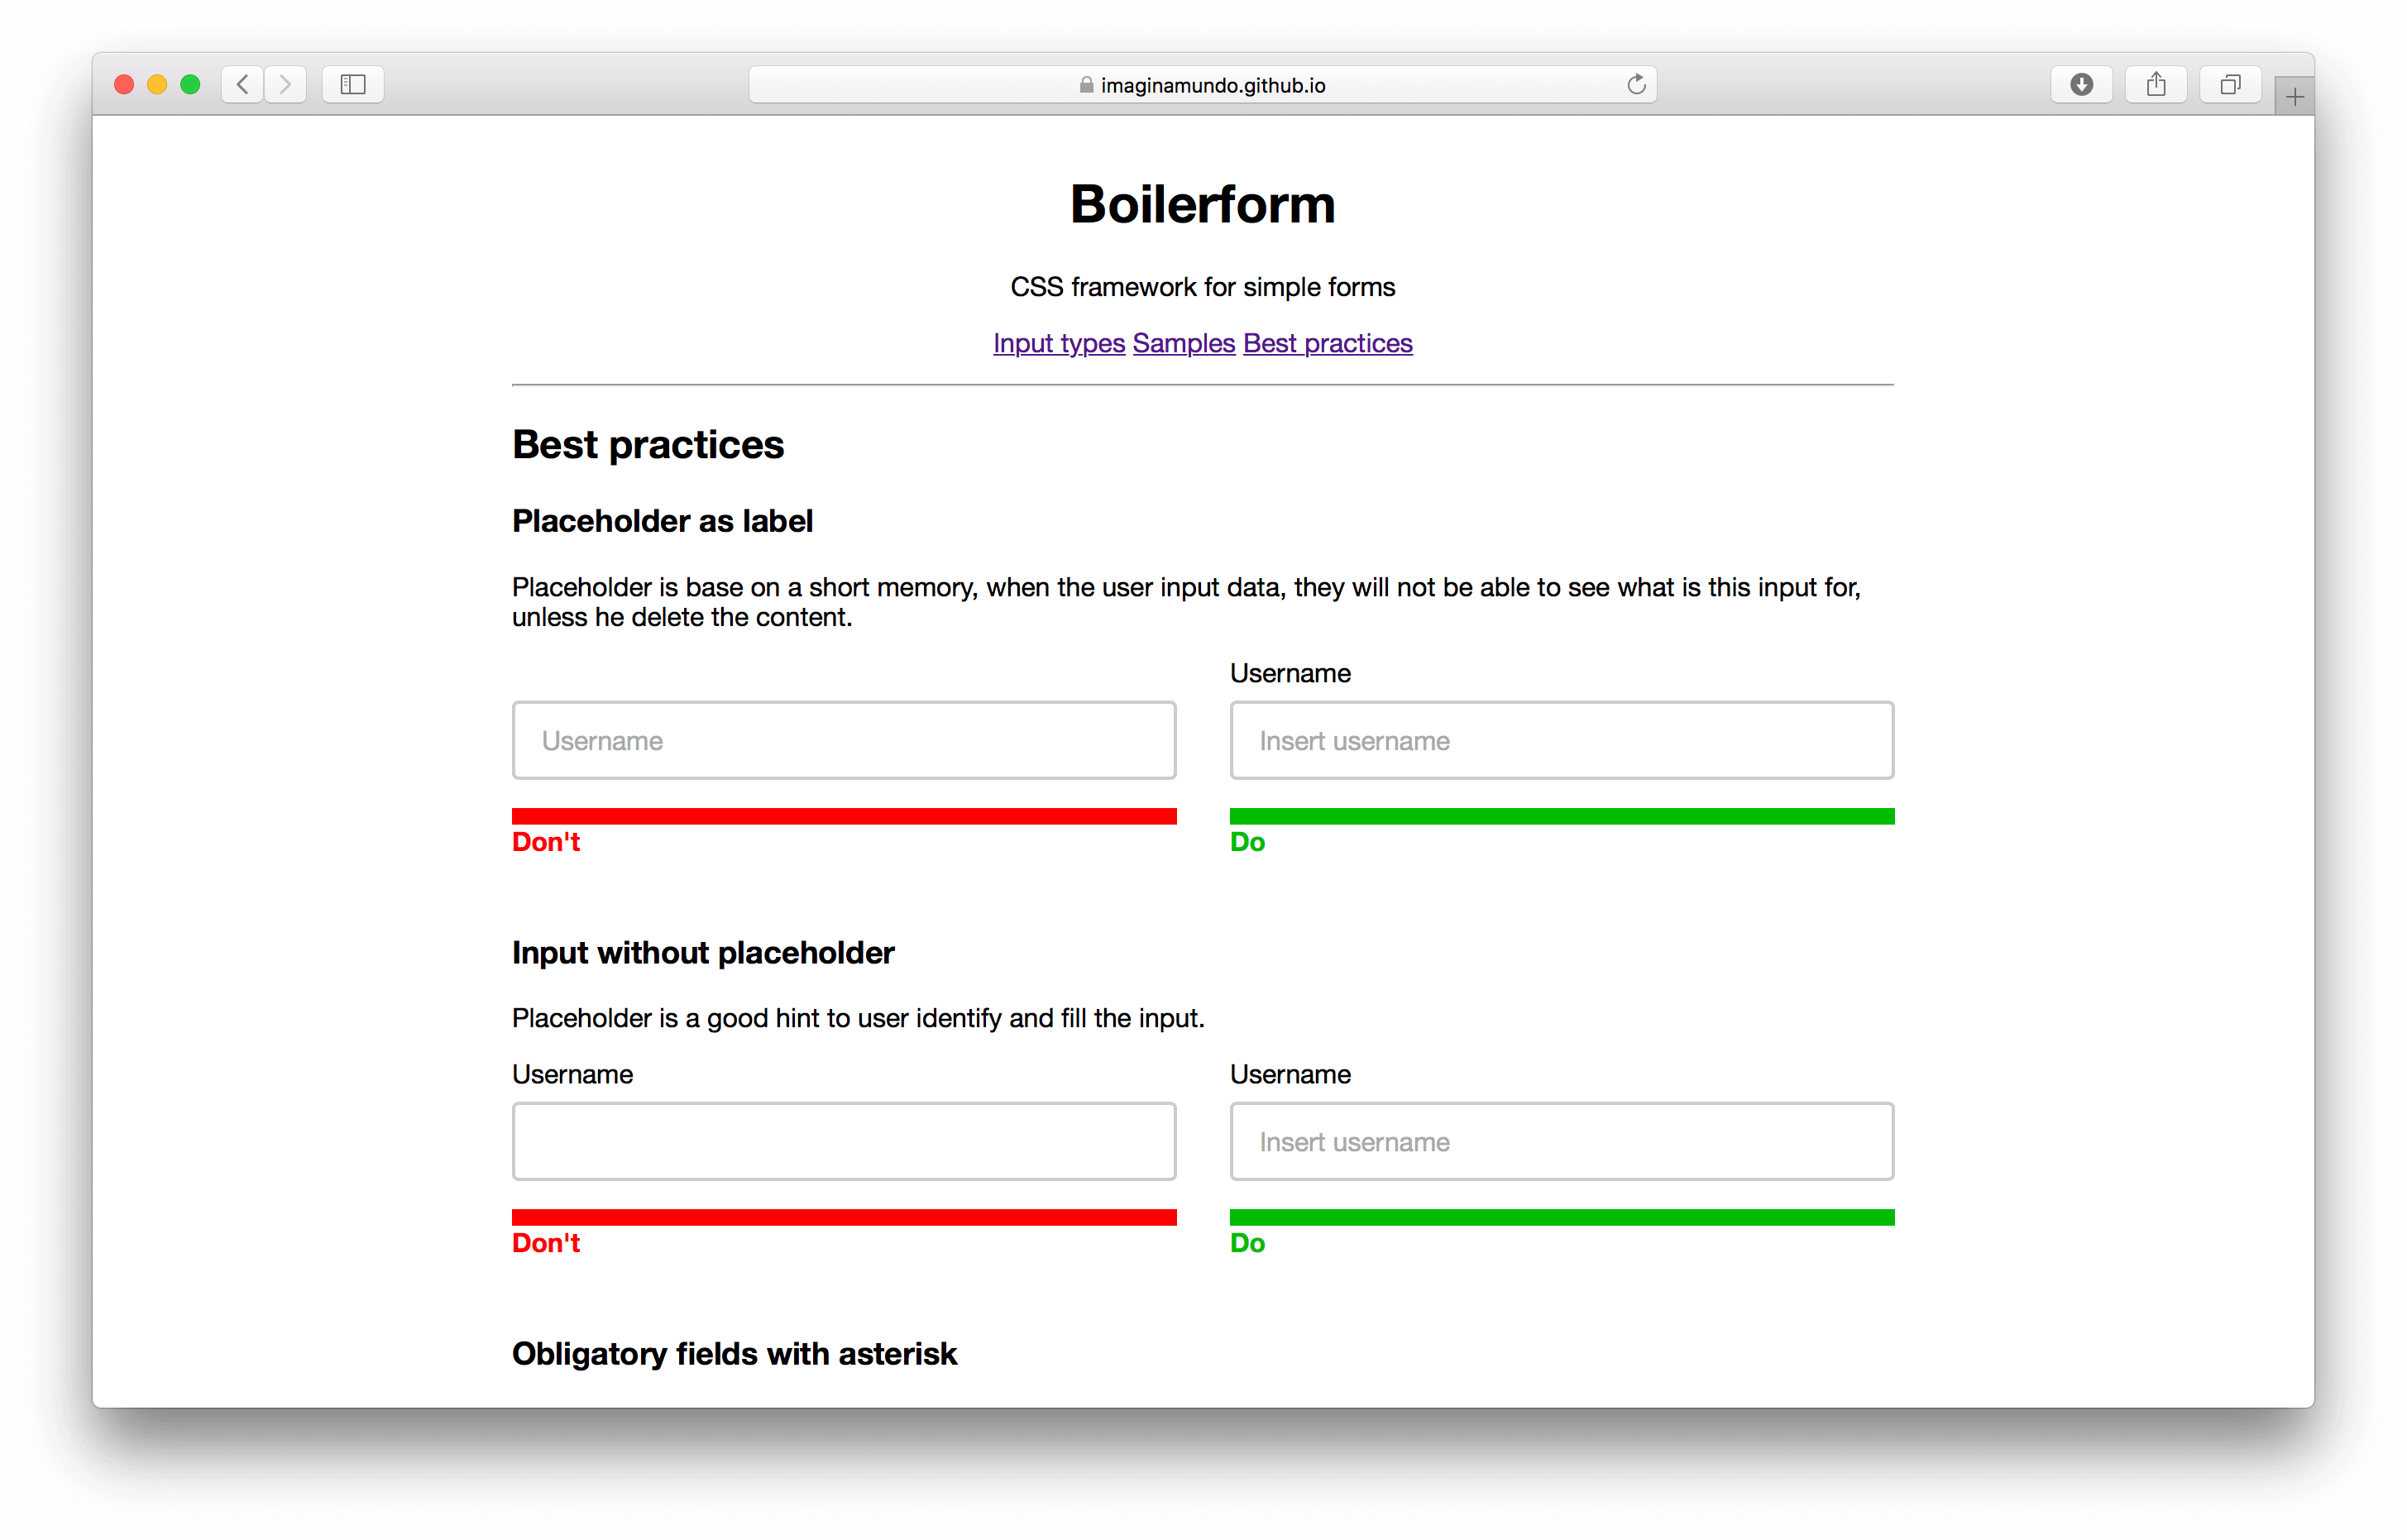 imaginamundo.github.io
Boilerform
CSS framework for simple forms
Input types Samples Best practices
Best practices
Placeholder as label
Placeholder is base on a short memory, when the user input data, they will not be able to see what is this input for,
unless he delete the content.
Username
Username
Insert username
Don't
Do
Input without placeholder
Placeholder is a good hint to user identify and fill the input.
Username
Username
Insert username
Don't
Do
Obligatory fields with asterisk